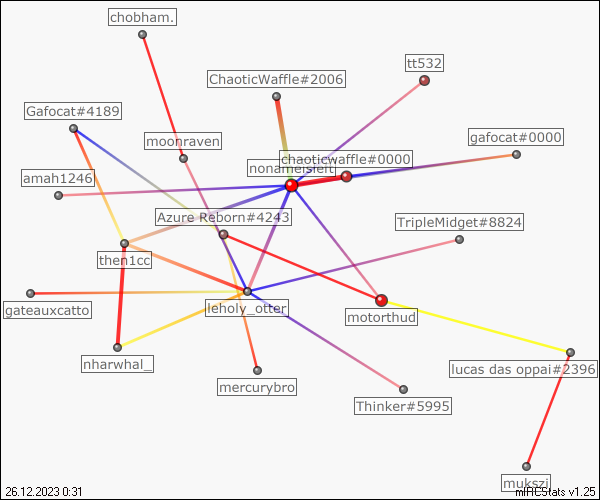 chobham.
tt532
ChaoticWaffle#2006
Gafocat#4189
moonraven
gafocat#0000
chaoticwaffle#0000
amah1246
Azure Reborn#4243
TripleMidget#8824
then1cc
gateauxcatto
leholy_otter
motorthud
nharwhal_
lucas das oppai#2396
mercurybro
Thinker#5995
mukszi
26.12.2023 0:31
mIRCStats v1.25